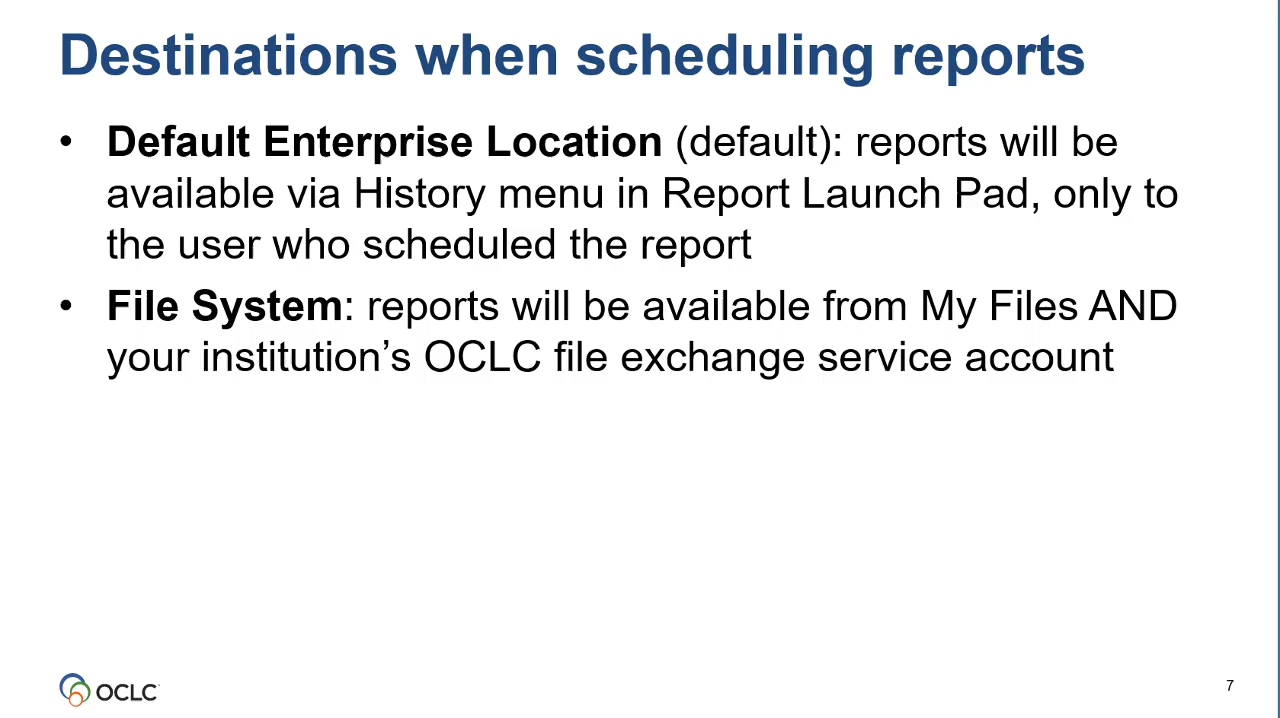 Destinations when scheduling reports
• Default Enterprise Location (default): reports will be
available via History menu in Report Launch Pad, only to
the user who scheduled the report
• File System: reports will be available from My Files AND
your institution’s OCLC file exchange service account
OCLC
7